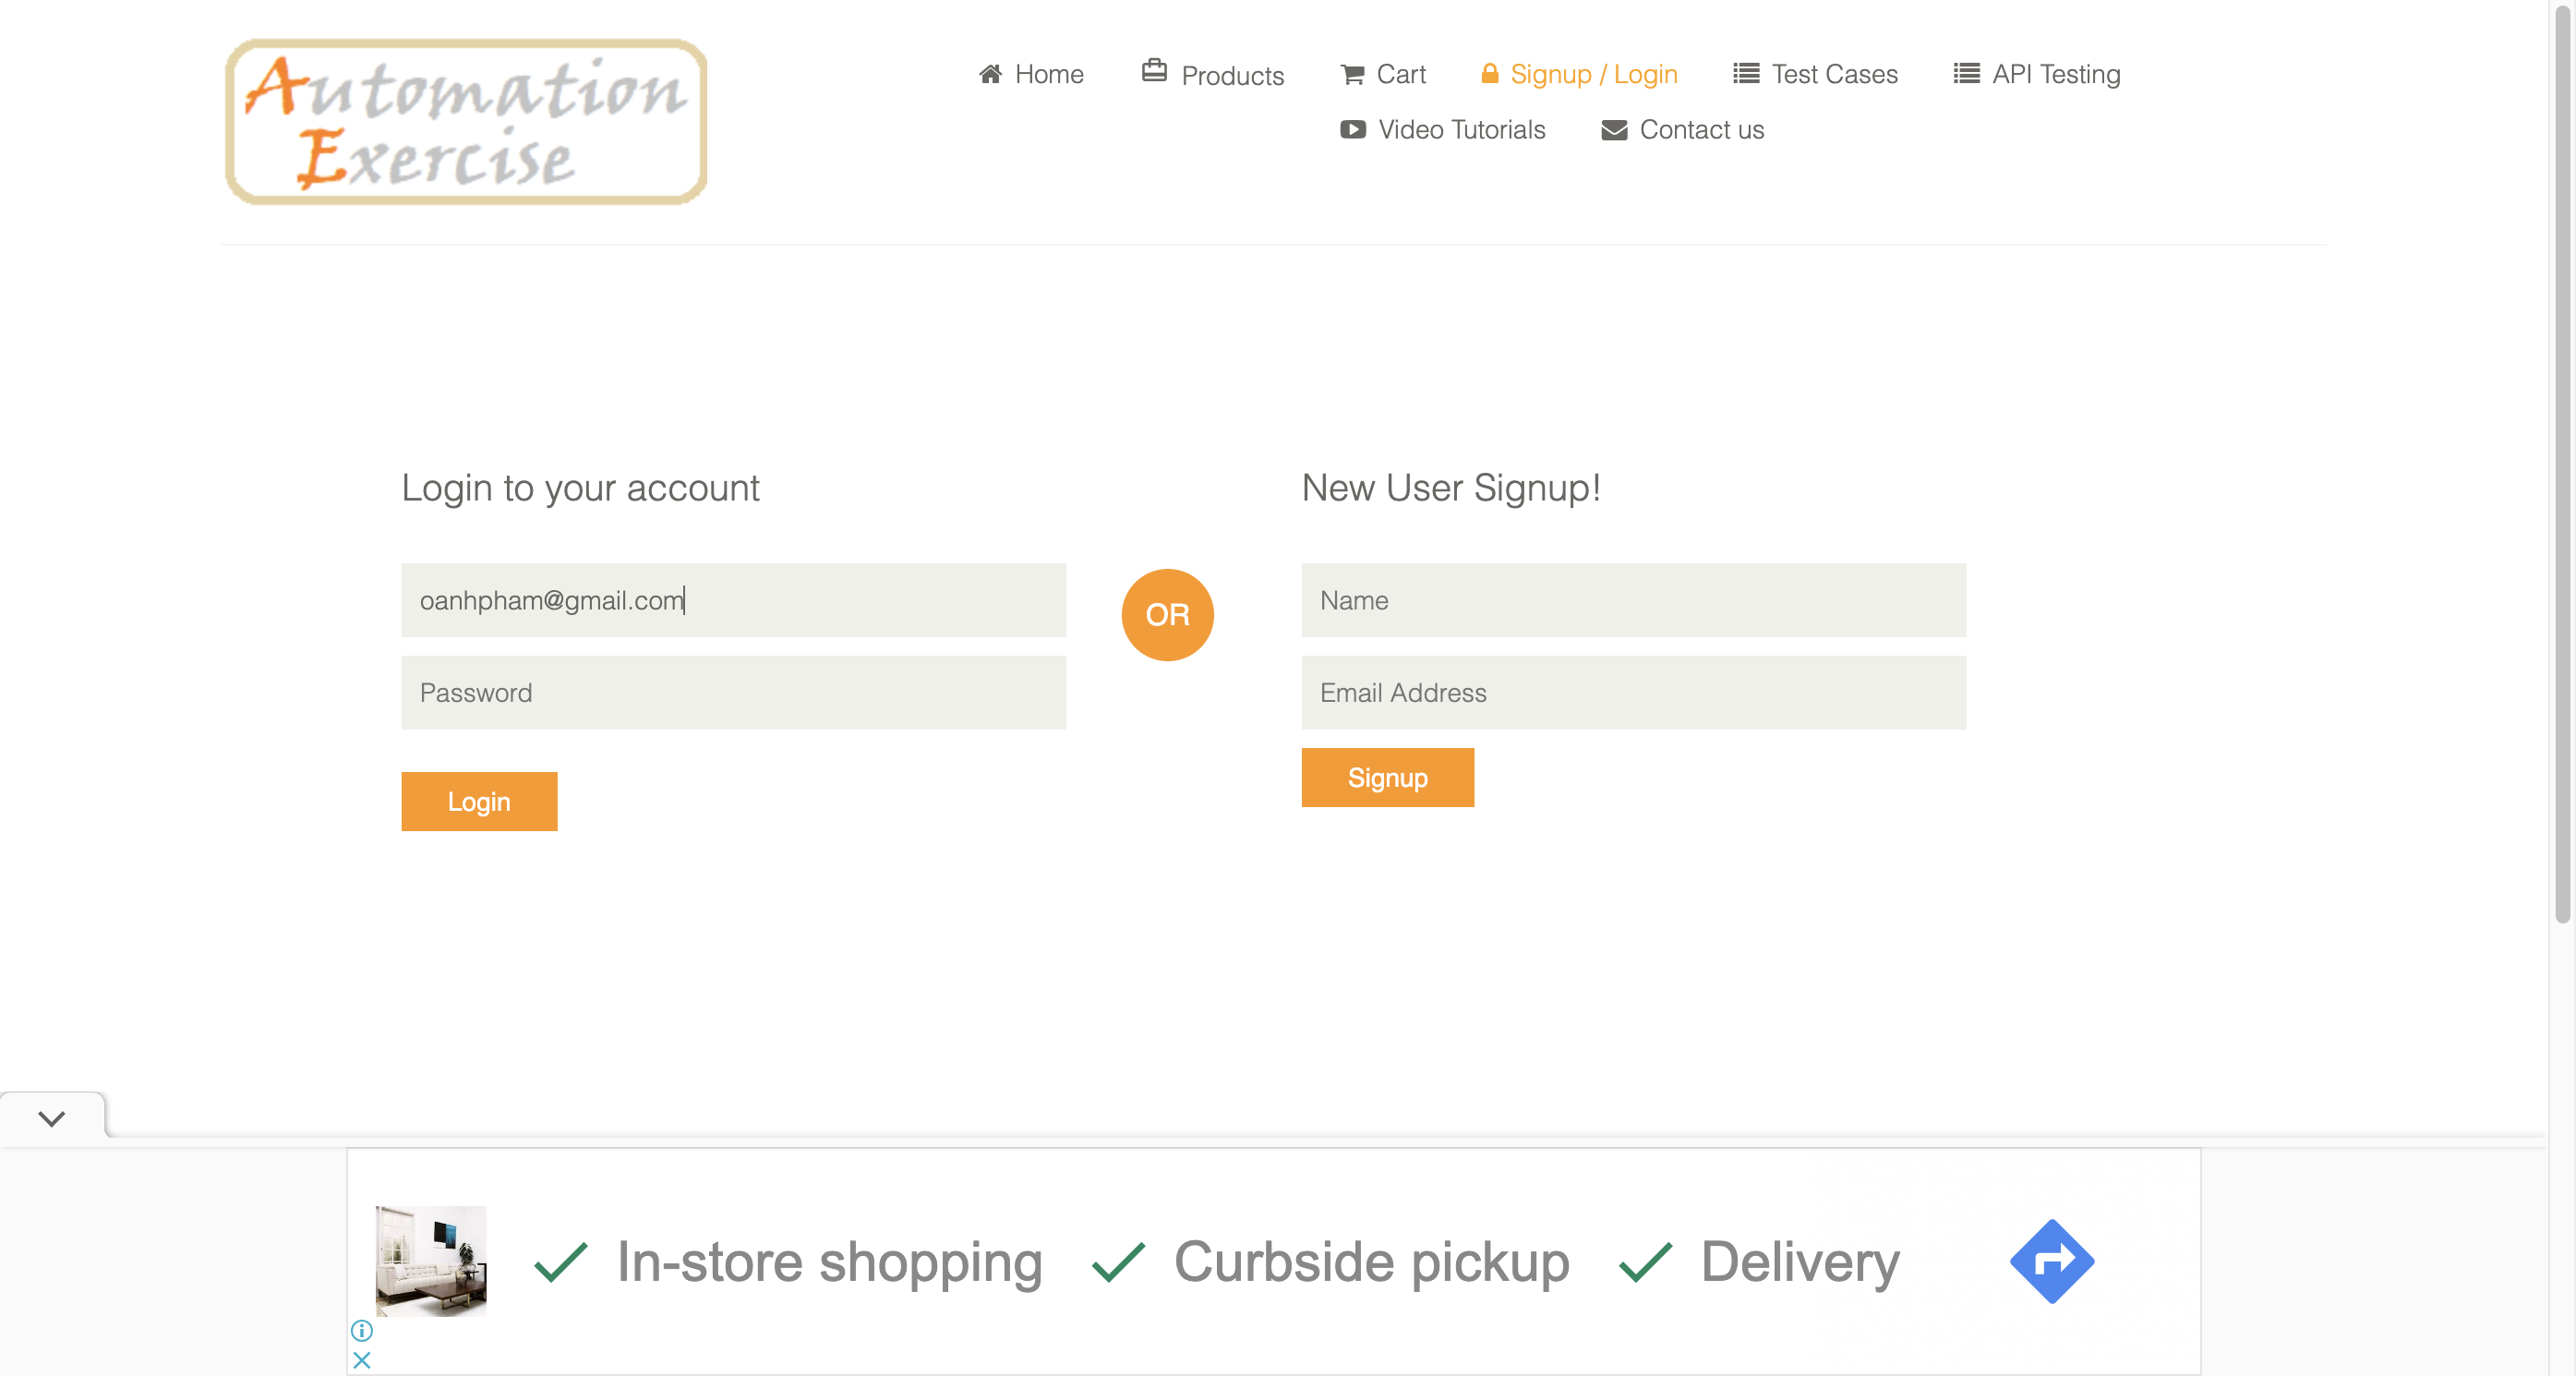 Automation
Exercise
Home
Products
Cart
Signup / Login
Test Cases
API Testing
Video Tutorials
Contact us
Login to your account
oanhpham@gmail.com
Password
Login
OR
New User Signup!
Name
Email Address
Signup
In-store shopping
Curbside pickup
Delivery